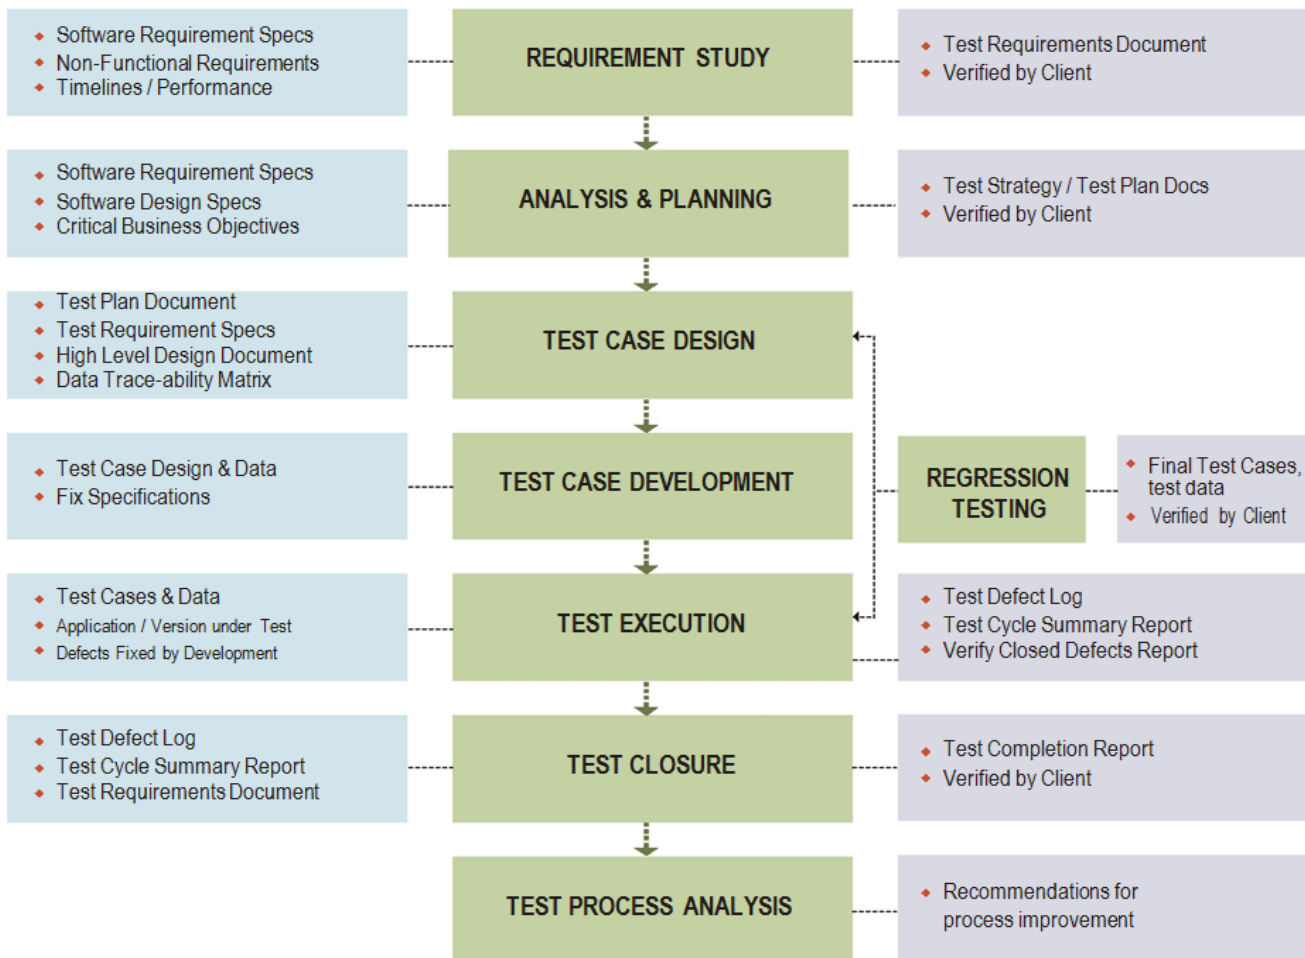 Software Requirement Specs
Non-Functional Requirements
Timelines / Performance
REQUIREMENT STUDY
Test Requirements Document
Verified by Client
Software Requirement Specs
Software Design Specs
Critical Business Objectives
ANALYSIS & PLANNING
Test Strategy / Test Plan Docs
Verified by Client
Test Plan Document
Test Requirement Specs
High Level Design Document
Data Trace-ability Matrix
TEST CASE DESIGN
Test Case Design & Data
Fix Specifications
TEST CASE DEVELOPMENT
REGRESSION
TESTING
Final Test Cases,
test data
Verified by Client
Test Cases & Data
Application / Version under Test
Defects Fixed by Development
TEST EXECUTION
Test Defect Log
Test Cycle Summary Report
Verify Closed Defects Report
Test Defect Log
Test Cycle Summary Report
Test Requirements Document
TEST CLOSURE
Test Completion Report
Verified by Client
TEST PROCESS ANALYSIS
Recommendations for
process improvement